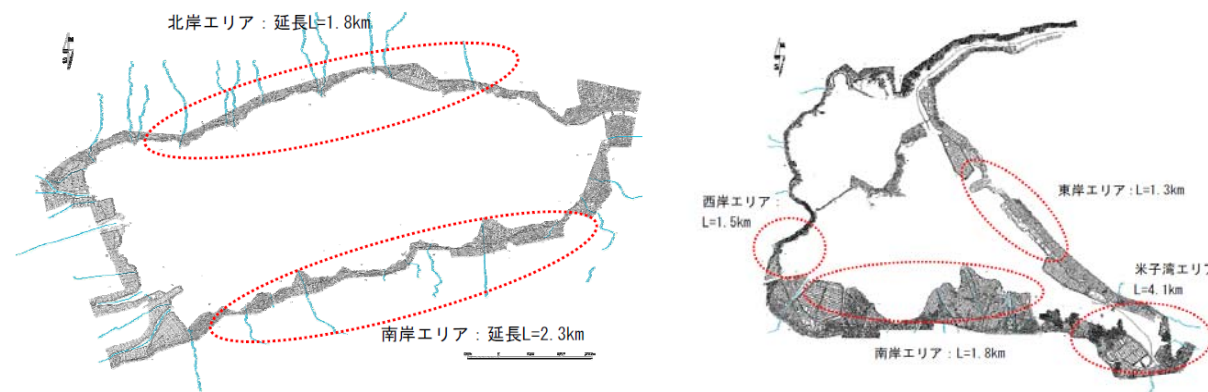 北岸エリア：延長L=1.8km
南岸エリア：延長L=2.3km
西岸エリア：
L=1.5km
東岸エリア：L=1.3km
米子湾エリア
L=4.1km
南岸エリア：L=1.8km